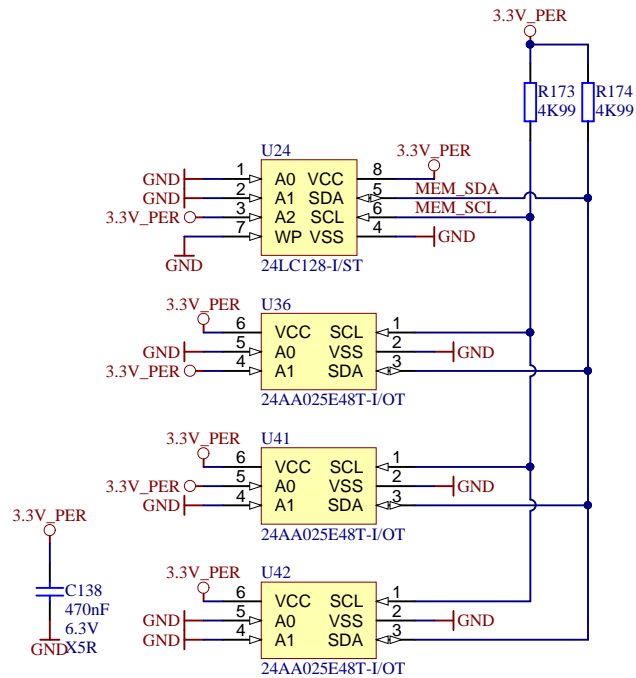 3.3V_PER
R173 R174
4K99 4K99
U24
3.3V_PER
GND 1 A0 VCC 8
GND 2 A1 SDA 5 MEM_SDA
3.3V_PER 3 A2 SCL 6 MEM_SCL
7 WP VSS 4 GND
GND
24LC128-I/ST
3.3V_PER
U36
6 VCC SCL 1
GND 5 A0 VSS 2 GND
3.3V_PER 4 A1 SDA 3
24AA025E48T-I/OT
3.3V_PER
U41
6 VCC SCL 1
3.3V_PER 5 A0 VSS 2 GND
GND 4 A1 SDA 3
24AA025E48T-I/OT
3.3V_PER
C138
470nF
6.3V
X5R
GND
3.3V_PER
U42
6 VCC SCL 1
GND 5 A0 VSS 2 GND
GND 4 A1 SDA 3
24AA025E48T-I/OT